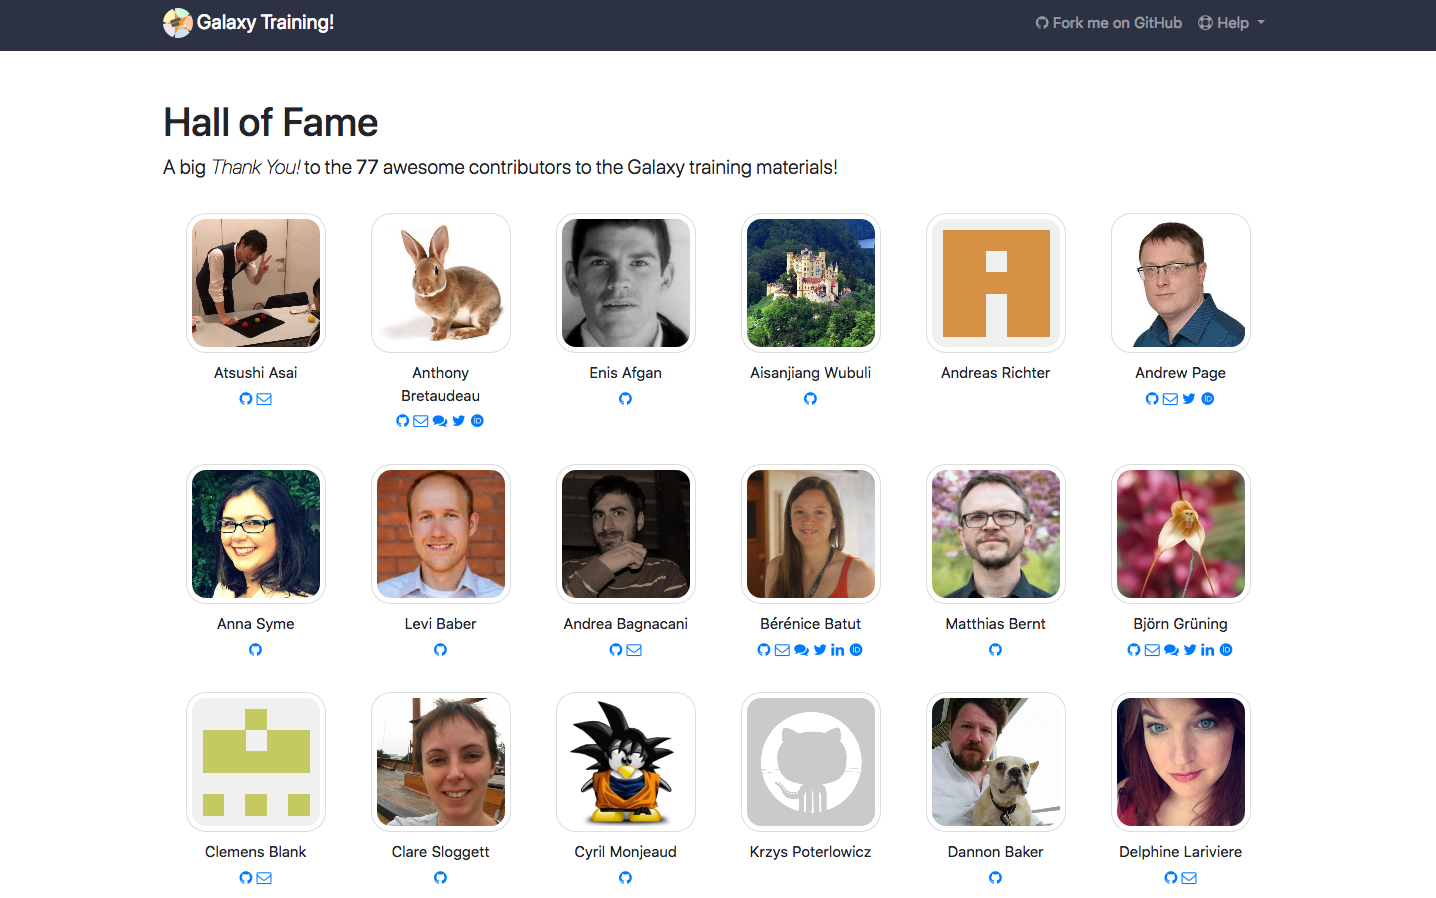 Galaxy Training!
Fork me on GitHub Help
Hall of Fame
A big Thank You! to the 77 awesome contributors to the Galaxy training materials!
Atsushi Asai
Anthony
Bretaudeau
Enis Afgan
Aisanjiang Wubuli
Andreas Richter
Andrew Page
Anna Syme
Levi Baber
Andrea Bagnacani
Bérénice Batut
Matthias Bernt
Björn Grüning
Clemens Blank
Clare Sloggett
Cyril Monjeaud
Krzys Poterlowicz
Dannon Baker
Delphine Lariviere